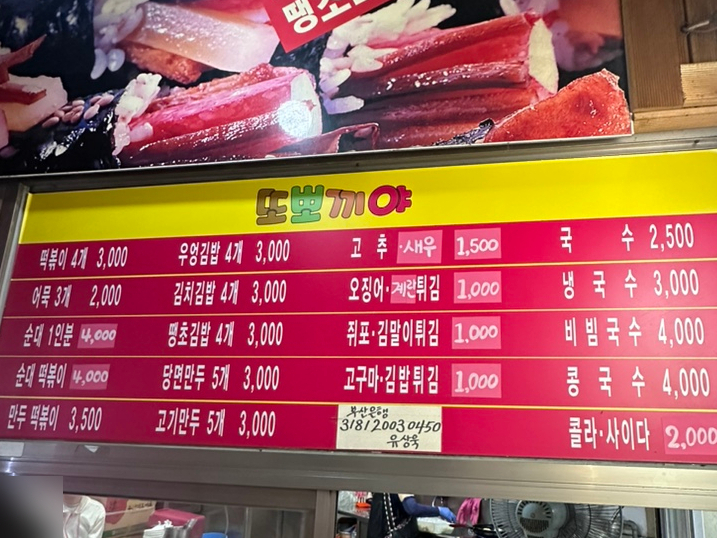 땡초
또뽀끼야
떡볶이 4개 3,000 우엉김밥 4개 3,000 고 추 ·새우 1,500 국 수 2,500
어묵 3개 2,000 김치김밥 4개 3,000 오징어·계란튀김 1,000 냉 국 수 3,000
순대 1인분 4,000 땡초김밥 4개 3,000 쥐포·김말이튀김 1,000 비 빔 국 수 4,000
순대 떡볶이 4,000 당면만두 5개 3,000 고구마·김밥튀김 1,000 콩 국 수 4,000
만두 떡볶이 3,500 고기만두 5개 3,000 부산은행 콜라·사이다 2,000
318120030450
유상욱